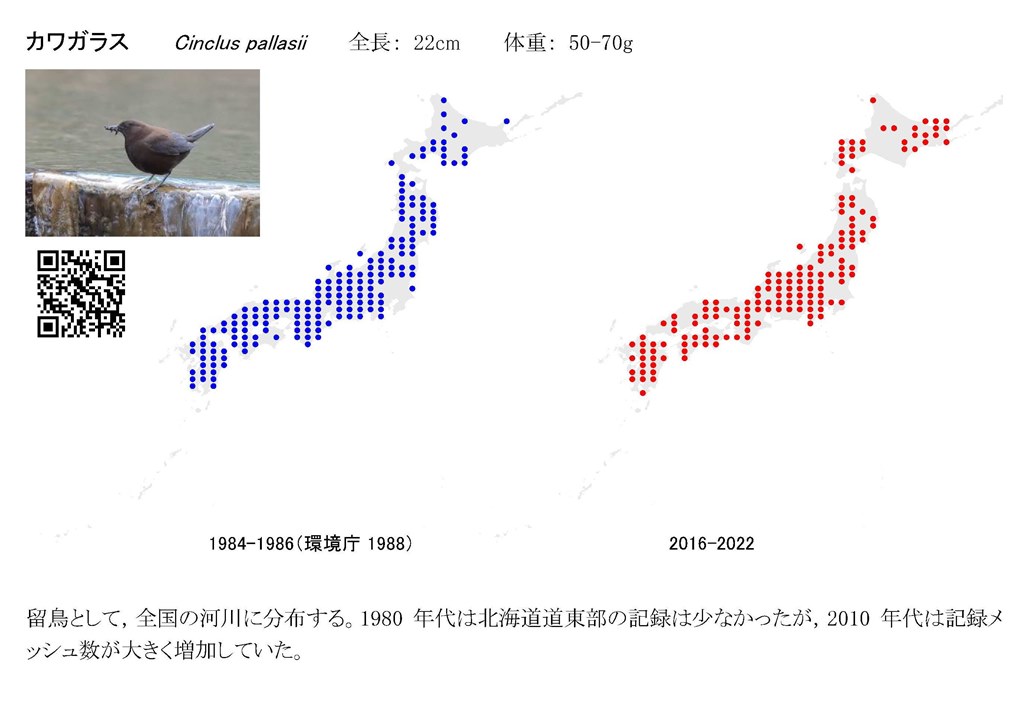 カワガラス Cinclus pallasii 全長： 22cm 体重： 50-70g
1984-1986（環境庁 1988） 2016-2022
留鳥として，全国の河川に分布する。1980 年代は北海道道東部の記録は少なかったが，2010 年代は記録メ
ッシュ数が大きく増加していた。